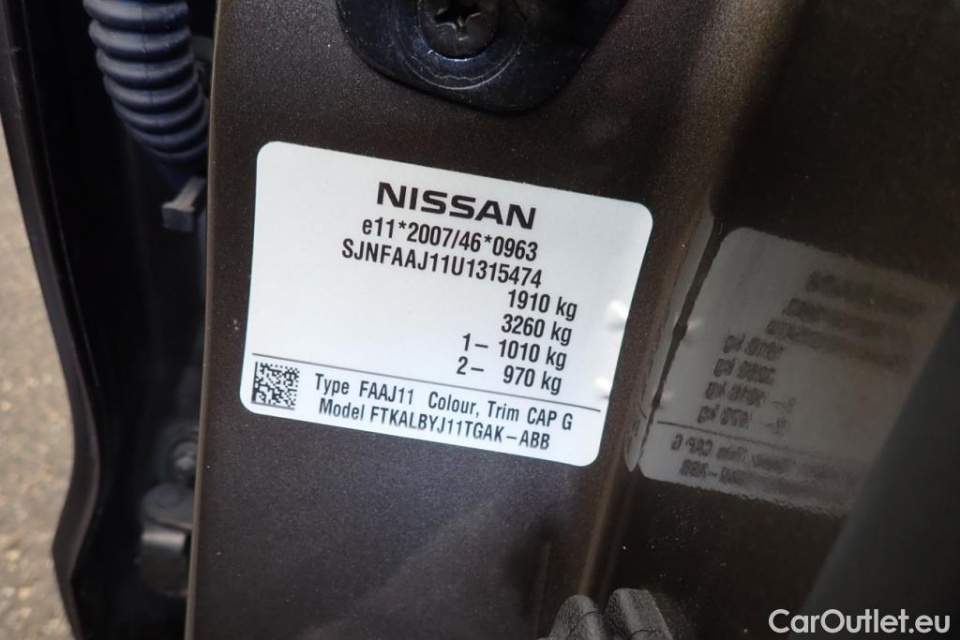 NISSAN
e11*2007/46*0963
SJNFAAJ11U1315474
1910 kg
3260 kg
1– 1010 kg
2– 970 kg
Type FAAJ11 Colour, Trim CAP G
Model FTKALBYJ11TGAK–ABB
CarOutlet.eu